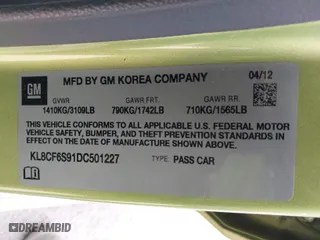 GM
MFD BY GM KOREA COMPANY
04/12
GVWR
GAWR FRT.
GAWR RR.
1410KG/3109LB
790KG/1742LB
710KG/1565LB
THIS VEHICLE CONFORMS TO ALL APPLICABLE U.S. FEDERAL MOTOR
VEHICLE SAFETY, BUMPER, AND THEFT PREVENTION STANDARDS IN
EFFECT ON THE DATE OF MANUFACTURE SHOWN ABOVE.
KL8CF6S91DC501227
TYPE: PASS CAR
DEALERARCHIVE.COM